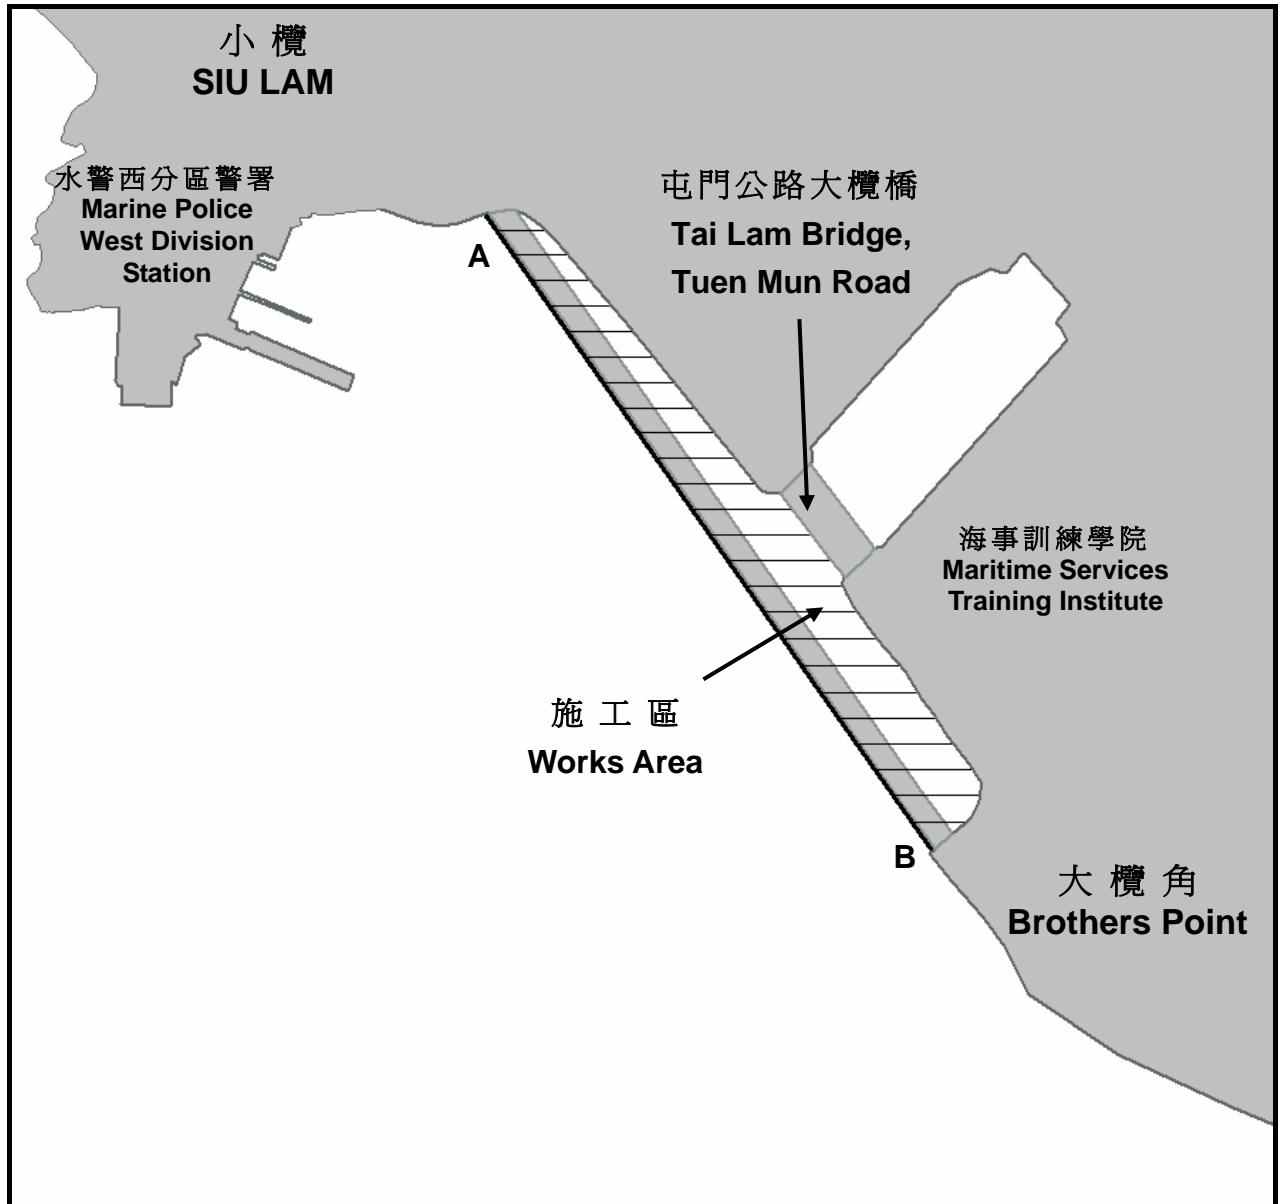 小欖
SIU LAM
水警西分區警署
Marine Police
West Division
Station
屯門公路大欖橋
Tai Lam Bridge,
Tuen Mun Road
A
海事訓練學院
Maritime Services
Training Institute
施工區
Works Area
B
大欖角
Brothers Point